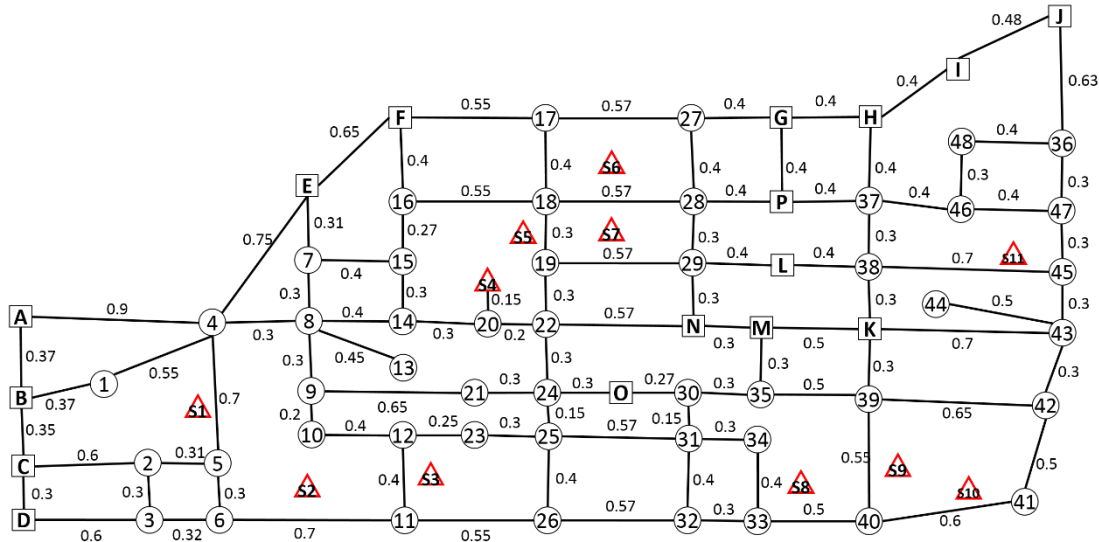 0.48 J
I
0.4 0.63
F 0.55 17 0.57 27 0.4 G 0.4 H
0.65 0.4 0.4 S6 0.4 0.4 0.4 48 0.4 36
E 0.3 0.3
16 0.55 18 0.57 28 0.4 P 0.4 37 0.4 46 0.4 47
0.75 0.31 0.27 S5 0.3 S7 0.3 0.3 S11 0.3
7 0.4 15 19 0.57 29 0.4 L 0.4 38 0.7 45
0.3 0.3 S4 0.15 0.3 0.3 0.3 44 0.5 0.3
A 0.9 4 0.3 8 0.4 14 0.3 20 0.2 22 0.57 N 0.3 M 0.5 K 0.7 43
0.37 0.55 0.3 0.45 13 0.3 0.3 0.3 0.3
B 0.37 1 0.7 9 0.65 21 0.3 24 0.3 O 0.27 30 0.3 35 0.5 39 0.65 42
0.35 S1 0.2 0.15 0.15
10 0.4 12 0.25 23 0.3 25 0.57 31 0.3 34
C 0.6 2 0.31 5 0.55 0.5
0.3 0.3 0.3 S2 0.4 S3 0.4 0.4 0.4 S8 S9 S10 41
D 0.6 3 0.32 6 0.7 11 0.55 26 0.57 32 0.3 33 0.5 40 0.6